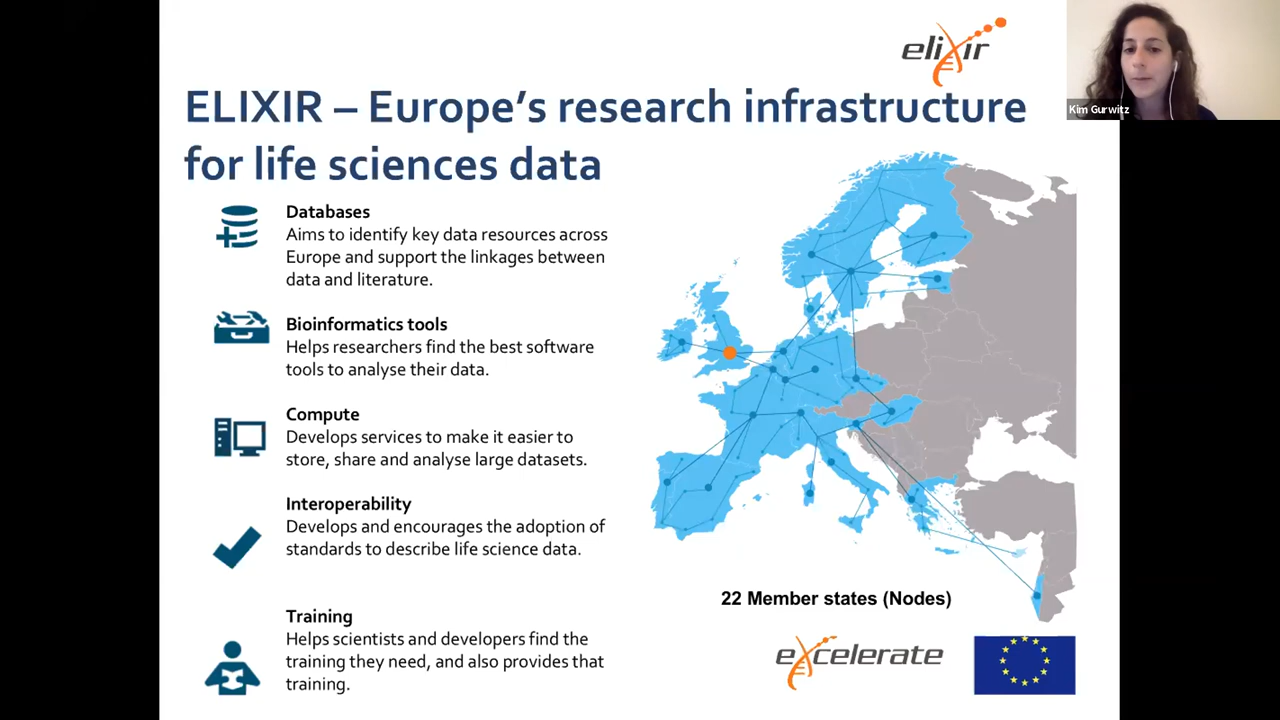 elixir
Kim Gurwitz
ELIXIR – Europe's research infrastructure
for life sciences data
Databases
Aims to identify key data resources across
Europe and support the linkages between
data and literature.
Bioinformatics tools
Helps researchers find the best software
tools to analyse their data.
Compute
Develops services to make it easier to
store, share and analyse large datasets.
Interoperability
Develops and encourages the adoption of
standards to describe life science data.
Training
Helps scientists and developers find the
training they need, and also provides that
training.
22 Member states (Nodes)
excelerate